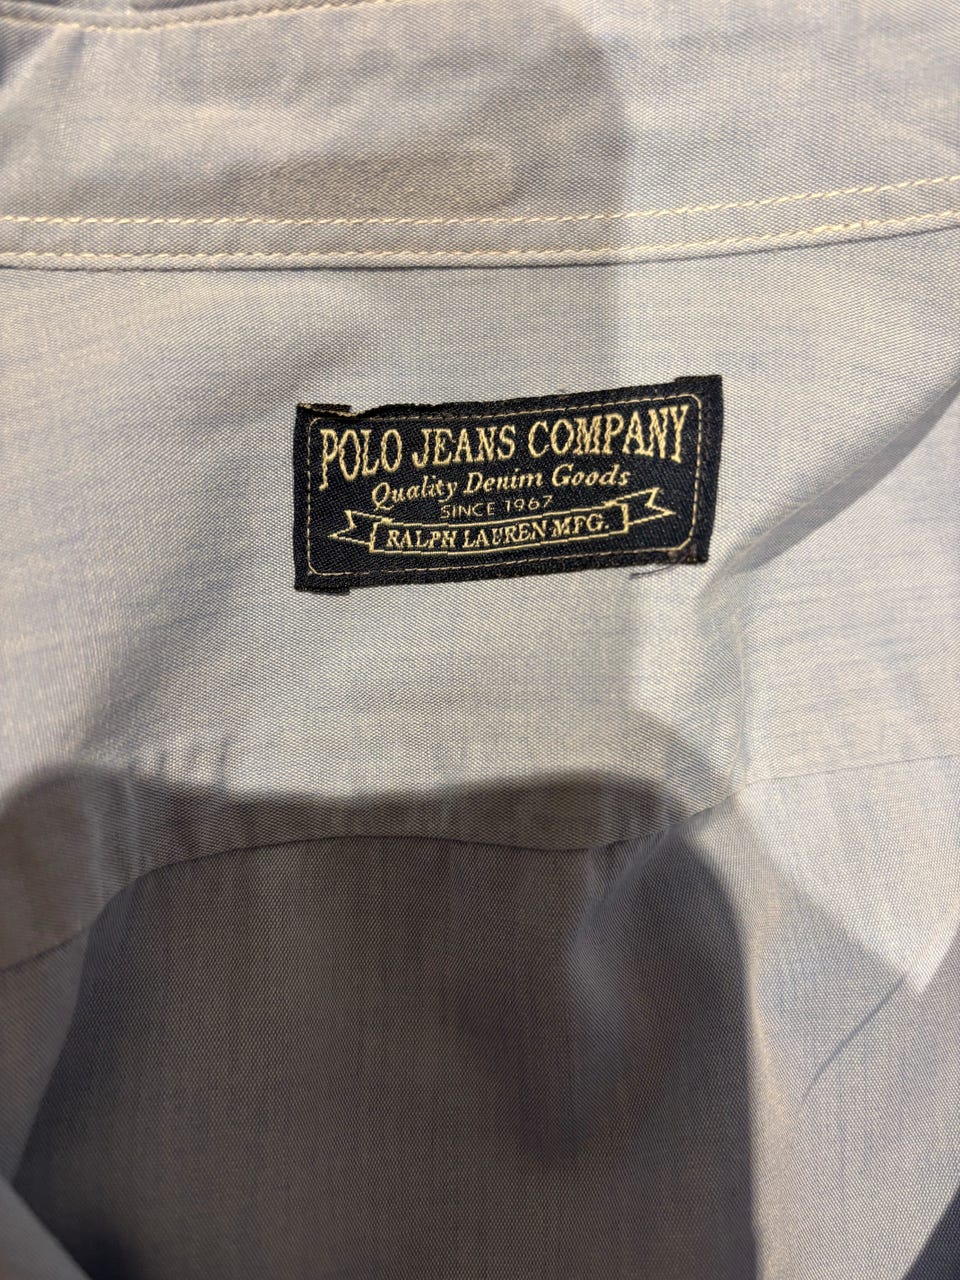 POLO JEANS COMPANY
Quality Denim Goods
SINCE 1967
RALPH LAUREN MFG.